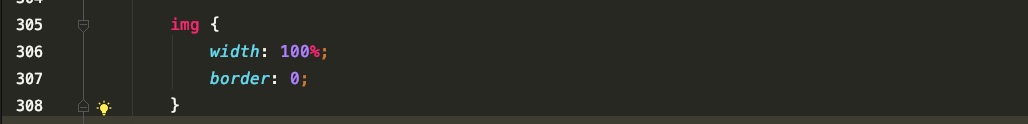 305 img {
306 width: 100%;
307 border: 0;
308 }